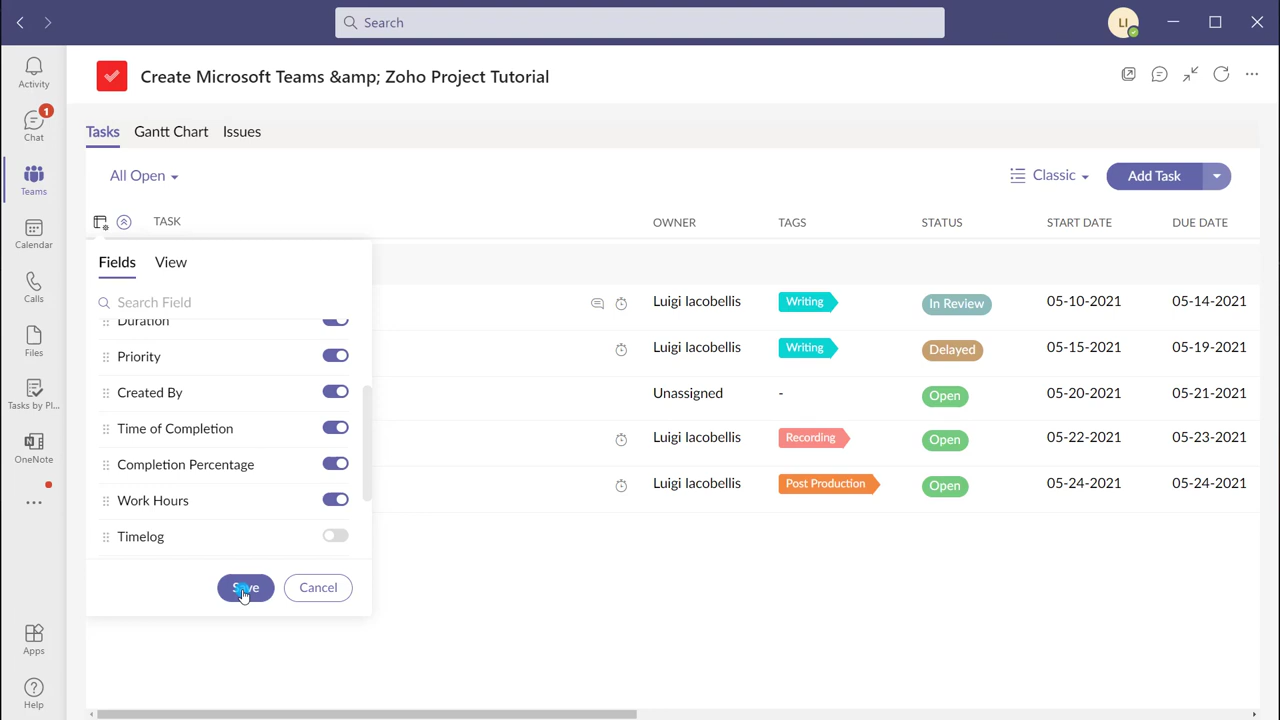 Search
LI
Create Microsoft Teams &amp; Zoho Project Tutorial
Activity
1
Chat
Teams
Calendar
Calls
Files
Tasks by Pl...
OneNote
Apps
Help
Tasks Gantt Chart Issues
All Open
Classic
Add Task
TASK OWNER TAGS STATUS START DATE DUE DATE
Fields View
Search Field
Duration
Priority
Created By
Time of Completion
Completion Percentage
Work Hours
Timelog
Save Cancel
Luigi Iacobellis Writing In Review 05-10-2021 05-14-2021
Luigi Iacobellis Writing Delayed 05-15-2021 05-19-2021
Unassigned - Open 05-20-2021 05-21-2021
Luigi Iacobellis Recording Open 05-22-2021 05-23-2021
Luigi Iacobellis Post Production Open 05-24-2021 05-24-2021